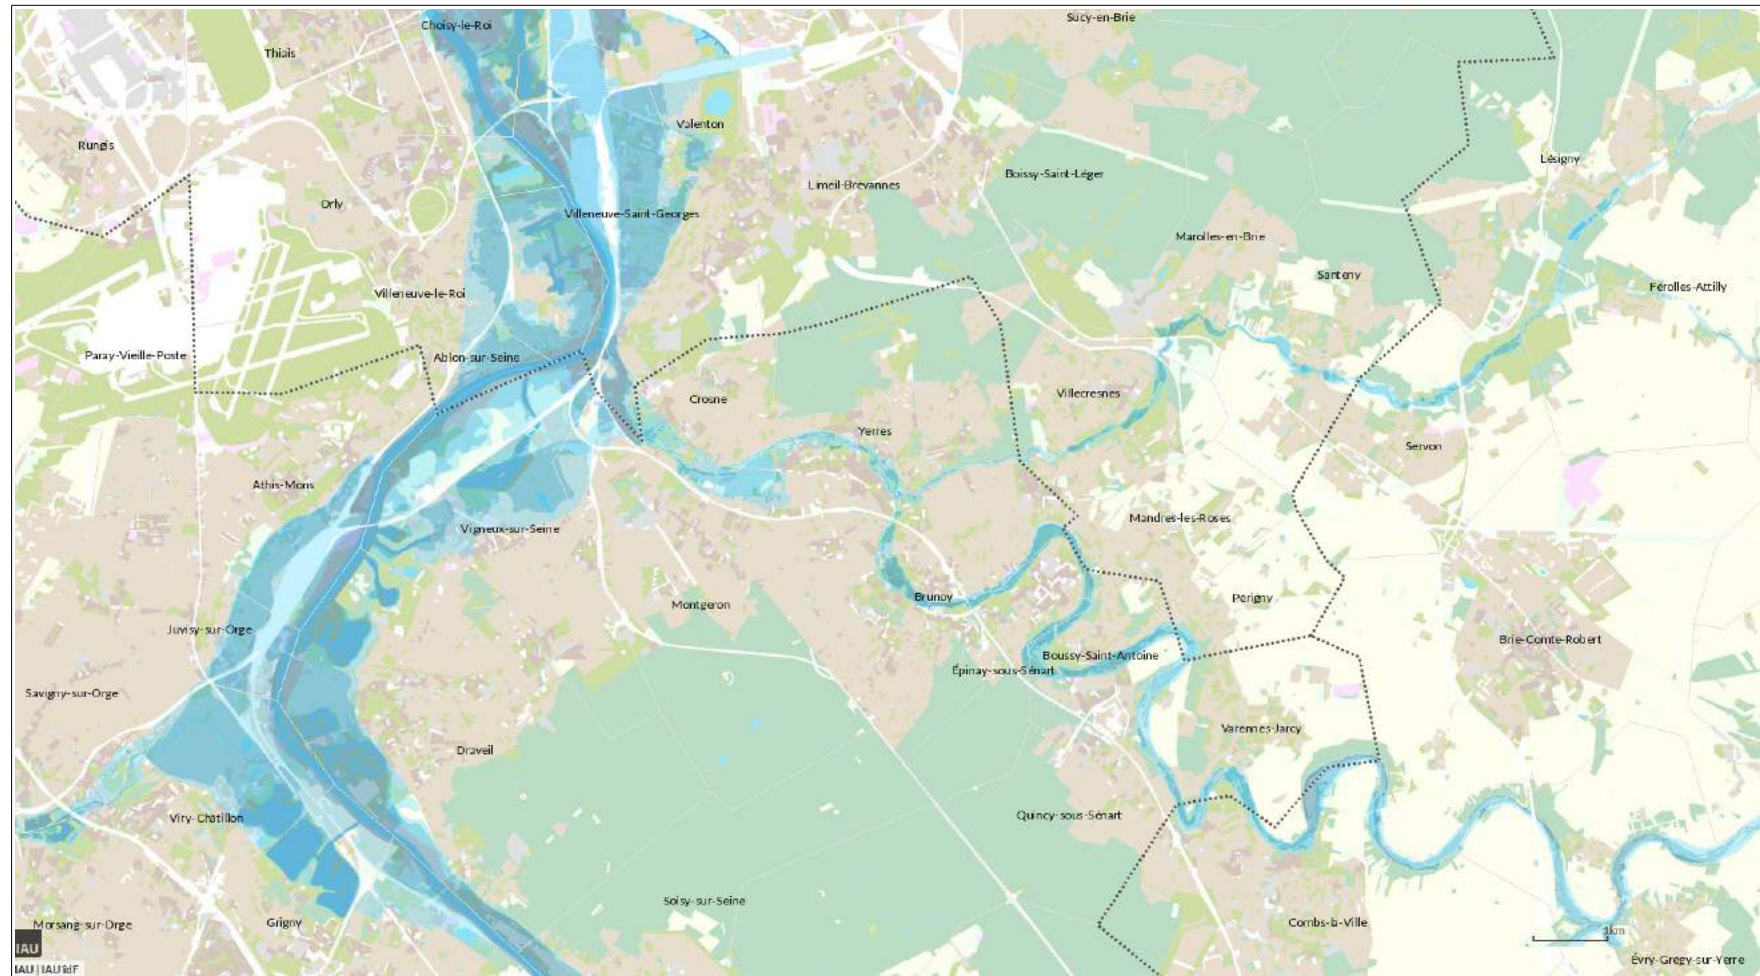 Sucy-en-Brie
Choisy-le-Roi
Thiais
Valenton
Rungis
Lésigny
Boissy-Saint-Léger
Limeil-Brevannes
Orly
Villeneuve-Saint-Georges
Marolles-en-Brie
Santeny
Férolles-Attilly
Villeneuve-le-Roi
Paray-Vieille-Poste
Ablon-sur-Seine
Villecresnes
Crosne
Yerres
Servon
Athis-Mons
Mandres-les-Roses
Vigneux-sur-Seine
Brunoy
Périgny
Montgeron
Juvisy-sur-Orge
Brie-Comte-Robert
Boussy-Saint-Antoine
Épinay-sous-Sénart
Savigny-sur-Orge
Varennes-Jarcy
Draveil
Viry-Châtillon
Quincy-sous-Sénart
Soisy-sur-Seine
Grigny
Morsang-sur-Orge
Combs-la-Ville
1km
IAU
Évry-Grégy-sur-Yerre
IAU | IAU îdF